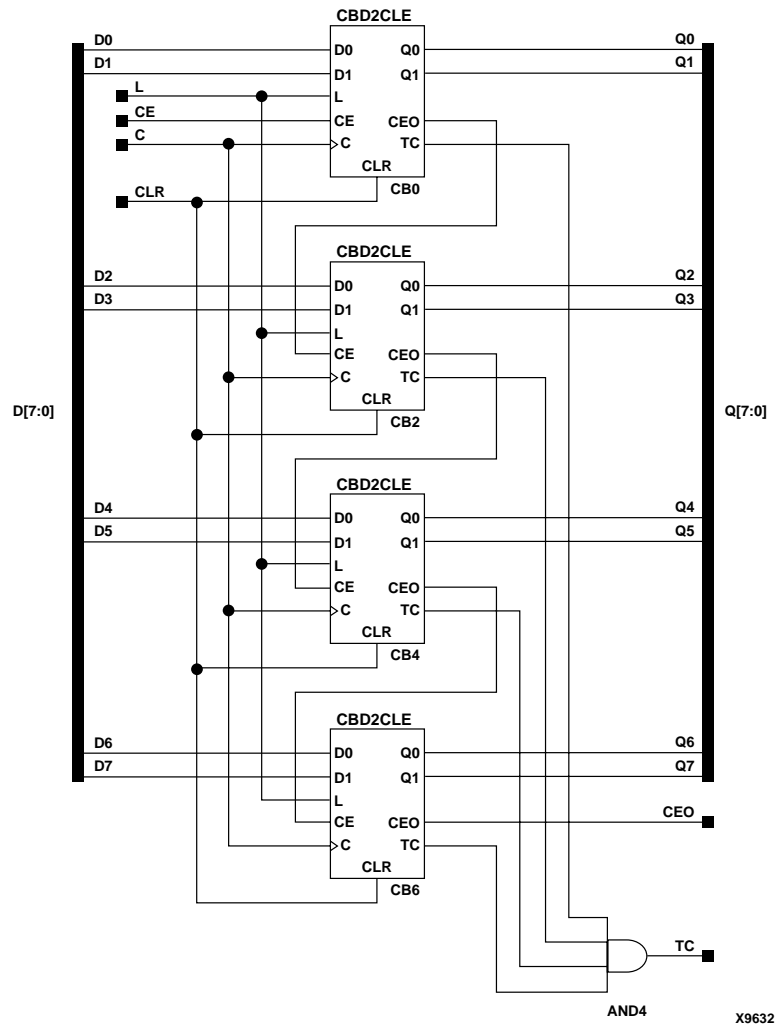 CBD2CLE
D0 D0 Q0 Q0
D1 D1 Q1 Q1
L L
CE CE CEO
C C TC
CLR
CLR CB0
CBD2CLE
D2 D0 Q0 Q2
D3 D1 Q1 Q3
L
CE CEO
C TC
CLR
D[7:0] Q[7:0]
CB2
CBD2CLE
D4 D0 Q0 Q4
D5 D1 Q1 Q5
L
CE CEO
C TC
CLR
CB4
CBD2CLE
D6 D0 Q0 Q6
D7 D1 Q1 Q7
L
CE CEO CEO
C TC
CLR
CB6
TC
AND4
X9632